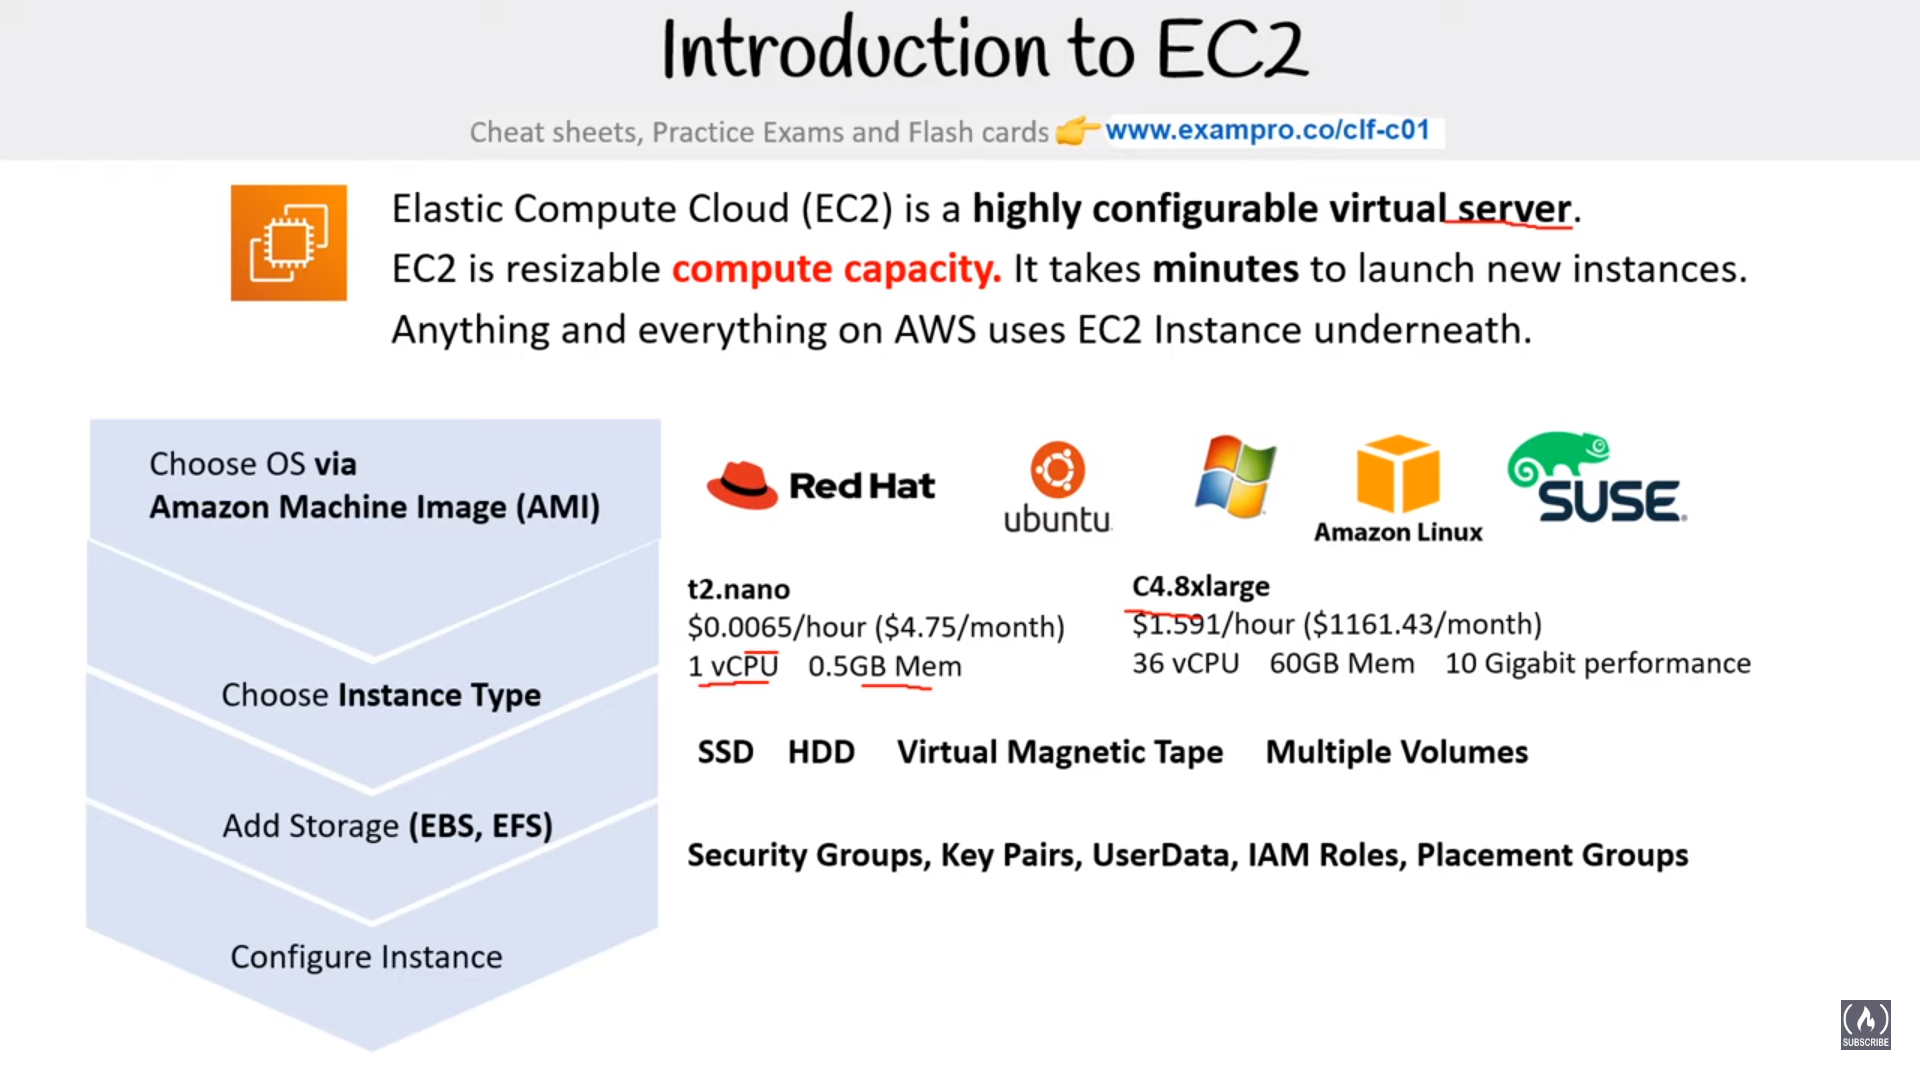 Introduction to EC2
Cheat sheets, Practice Exams and Flash cards 👉 www.exampro.co/clf-c01
Elastic Compute Cloud (EC2) is a highly configurable virtual server.
EC2 is resizable compute capacity. It takes minutes to launch new instances.
Anything and everything on AWS uses EC2 Instance underneath.
Choose OS via
Amazon Machine Image (AMI)
Red Hat
ubuntu
Amazon Linux
SUSE
Choose Instance Type
t2.nano
$0.0065/hour ($4.75/month)
1 vCPU 0.5GB Mem
C4.8xlarge
$1.591/hour ($1161.43/month)
36 vCPU 60GB Mem 10 Gigabit performance
Add Storage (EBS, EFS)
SSD HDD Virtual Magnetic Tape Multiple Volumes
Configure Instance
Security Groups, Key Pairs, UserData, IAM Roles, Placement Groups
SUBSCRIBE